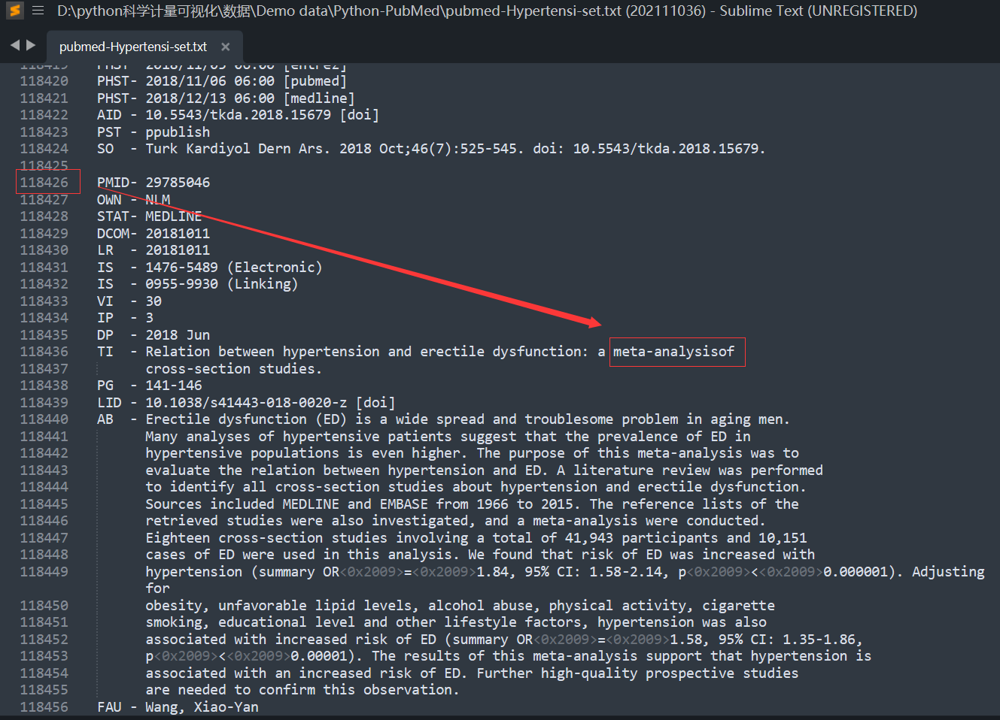 D:\python科学计量可视化\数据\Demo data\Python-PubMed\pubmed-Hypertensi-set.txt (202111036) - Sublime Text (UNREGISTERED)
pubmed-Hypertensi-set.txt ×
118419 PHST- 2018/11/05 06:00 [entrez]
118420 PHST- 2018/11/06 06:00 [pubmed]
118421 PHST- 2018/12/13 06:00 [medline]
118422 AID - 10.5543/tkda.2018.15679 [doi]
118423 PST - ppublish
118424 SO  - Turk Kardiyol Dern Ars. 2018 Oct;46(7):525-545. doi: 10.5543/tkda.2018.15679.
118425
118426 PMID- 29785046
118427 OWN - NLM
118428 STAT- MEDLINE
118429 DCOM- 20181011
118430 LR  - 20181011
118431 IS  - 1476-5489 (Electronic)
118432 IS  - 0955-9930 (Linking)
118433 VI  - 30
118434 IP  - 3
118435 DP  - 2018 Jun
118436 TI  - Relation between hypertension and erectile dysfunction: a meta-analysisof
118437 cross-section studies.
118438 PG  - 141-146
118439 LID - 10.1038/s41443-018-0020-z [doi]
118440 AB  - Erectile dysfunction (ED) is a wide spread and troublesome problem in aging men.
118441 Many analyses of hypertensive patients suggest that the prevalence of ED in
118442 hypertensive populations is even higher. The purpose of this meta-analysis was to
118443 evaluate the relation between hypertension and ED. A literature review was performed
118444 to identify all cross-section studies about hypertension and erectile dysfunction.
118445 Sources included MEDLINE and EMBASE from 1966 to 2015. The reference lists of the
118446 retrieved studies were also investigated, and a meta-analysis were conducted.
118447 Eighteen cross-section studies involving a total of 41,943 participants and 10,151
118448 cases of ED were used in this analysis. We found that risk of ED was increased with
118449 hypertension (summary OR<0x2009>=<0x2009>1.84, 95% CI: 1.58-2.14, p<0x2009><<0x2009>0.000001). Adjusting
for
118450 obesity, unfavorable lipid levels, alcohol abuse, physical activity, cigarette
118451 smoking, educational level and other lifestyle factors, hypertension was also
118452 associated with increased risk of ED (summary OR<0x2009>=<0x2009>1.58, 95% CI: 1.35-1.86,
118453 p<0x2009><<0x2009>0.00001). The results of this meta-analysis support that hypertension is
118454 associated with an increased risk of ED. Further high-quality prospective studies
118455 are needed to confirm this observation.
118456 FAU - Wang, Xiao-Yan